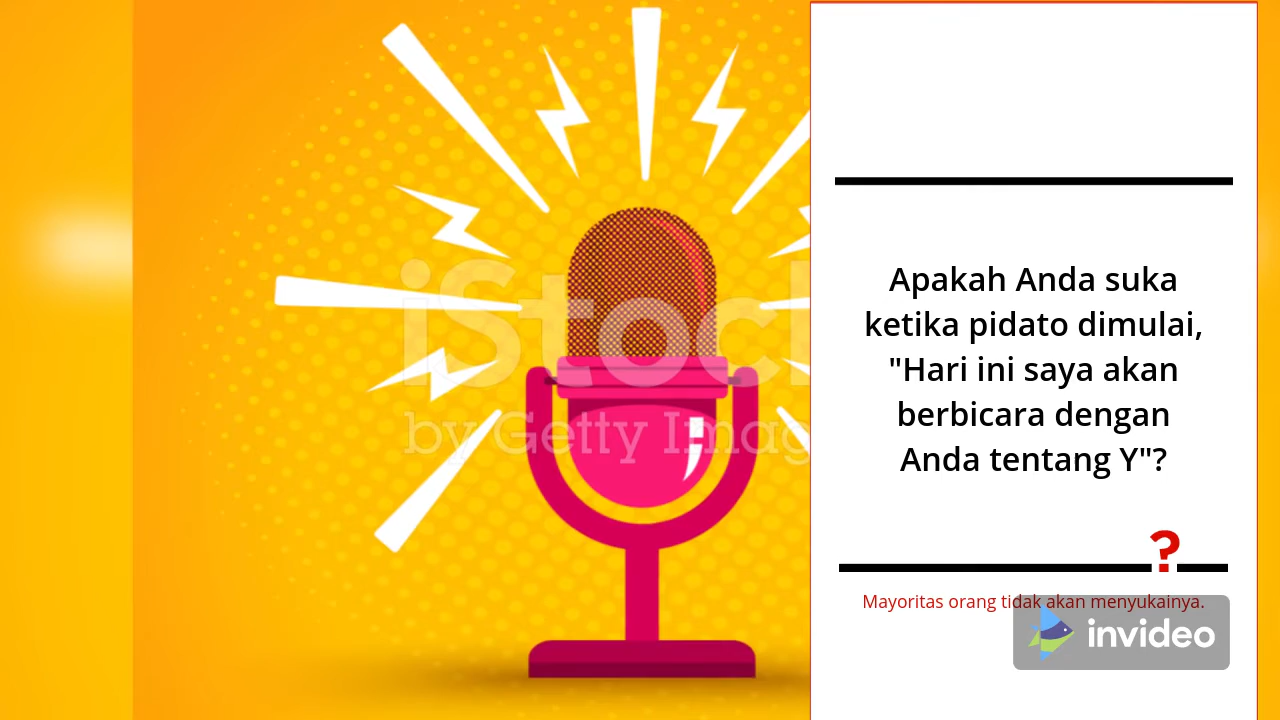 iStock
by Getty Imag
Apakah Anda suka
ketika pidato dimulai,
"Hari ini saya akan
berbicara dengan
Anda tentang Y"?
?
Mayoritas orang tidak akan menyukainya.
invideo